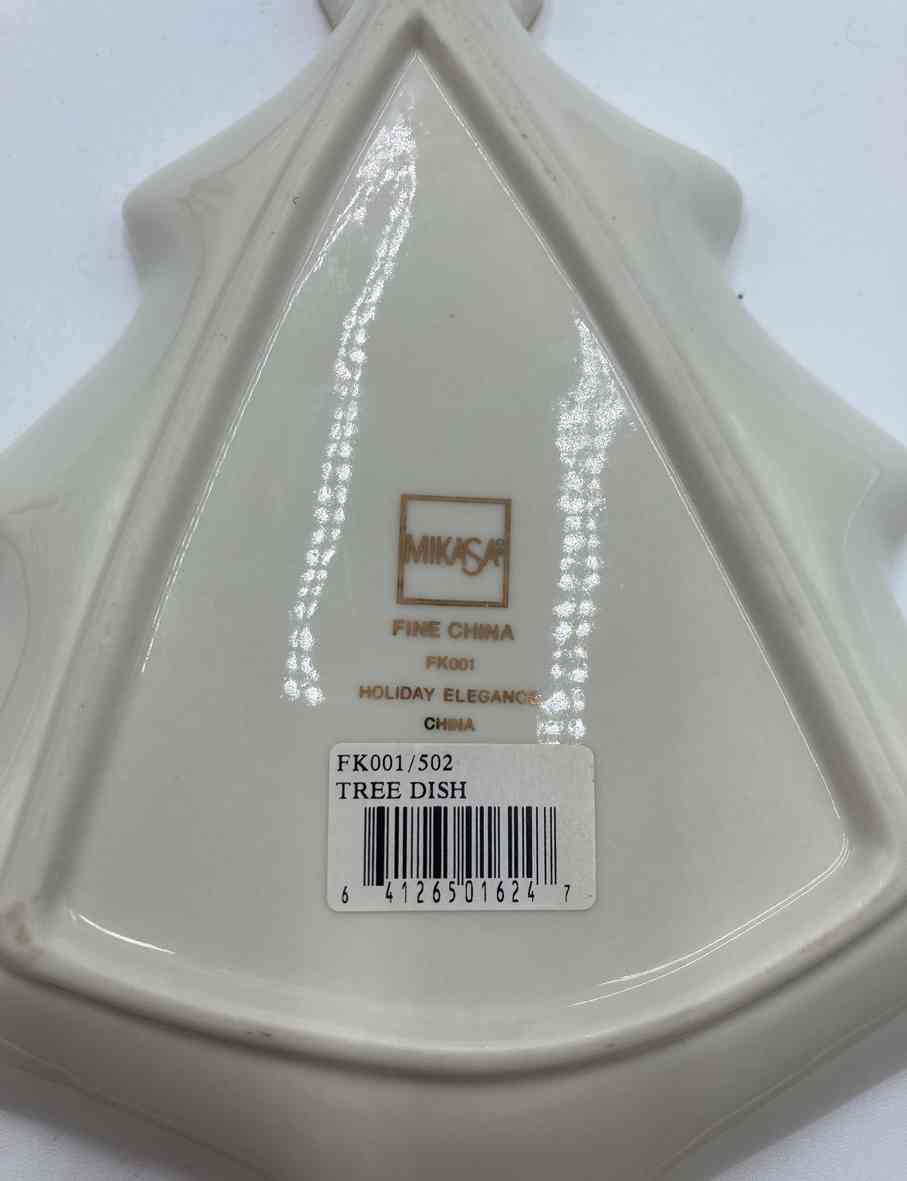 MIKASA®
FINE CHINA
FK001
HOLIDAY ELEGANCE
CHINA
FK001/502
TREE DISH
6 41265 01624 7